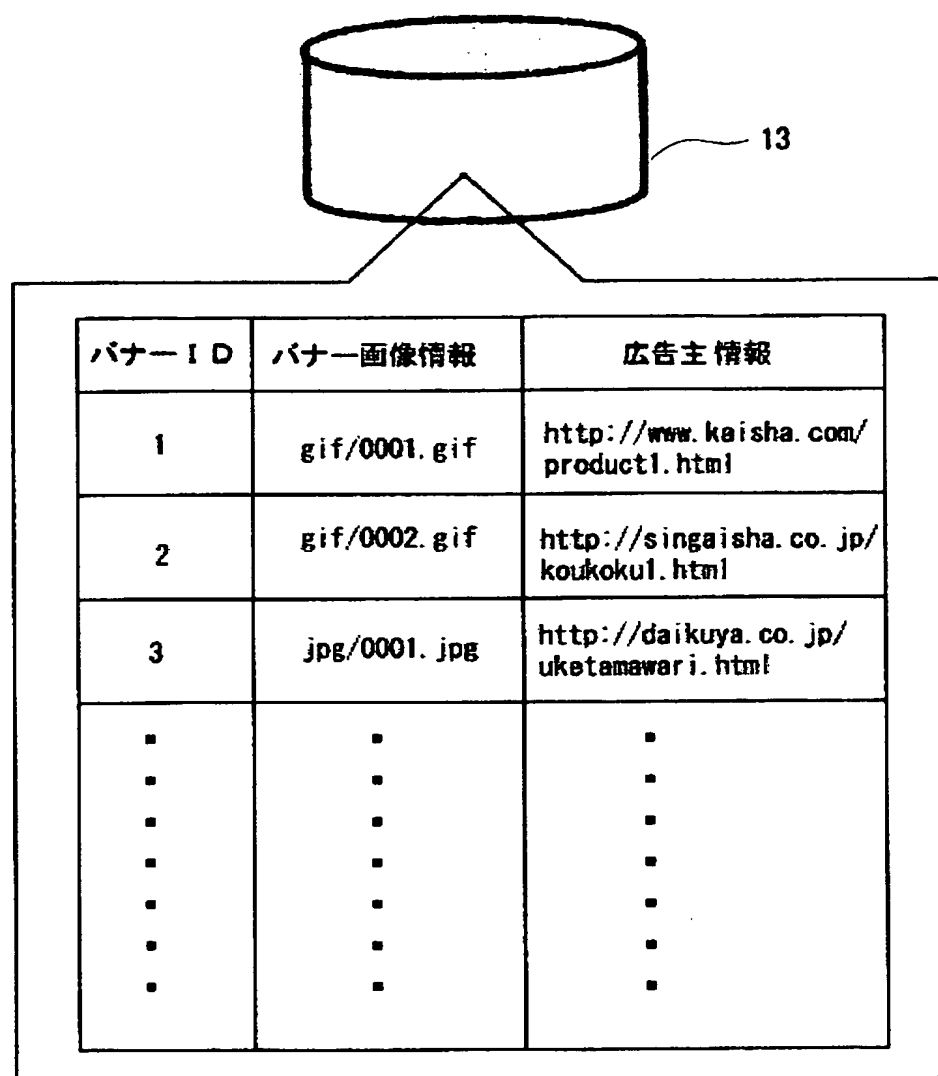 13
バナーID バナー画像情報 広告主情報
1 gif/0001.gif http://www.kaisha.com/
product1.html
2 gif/0002.gif http://singaisha.co.jp/
koukoku1.html
3 jpg/0001.jpg http://daikuya.co.jp/
uketamawari.html